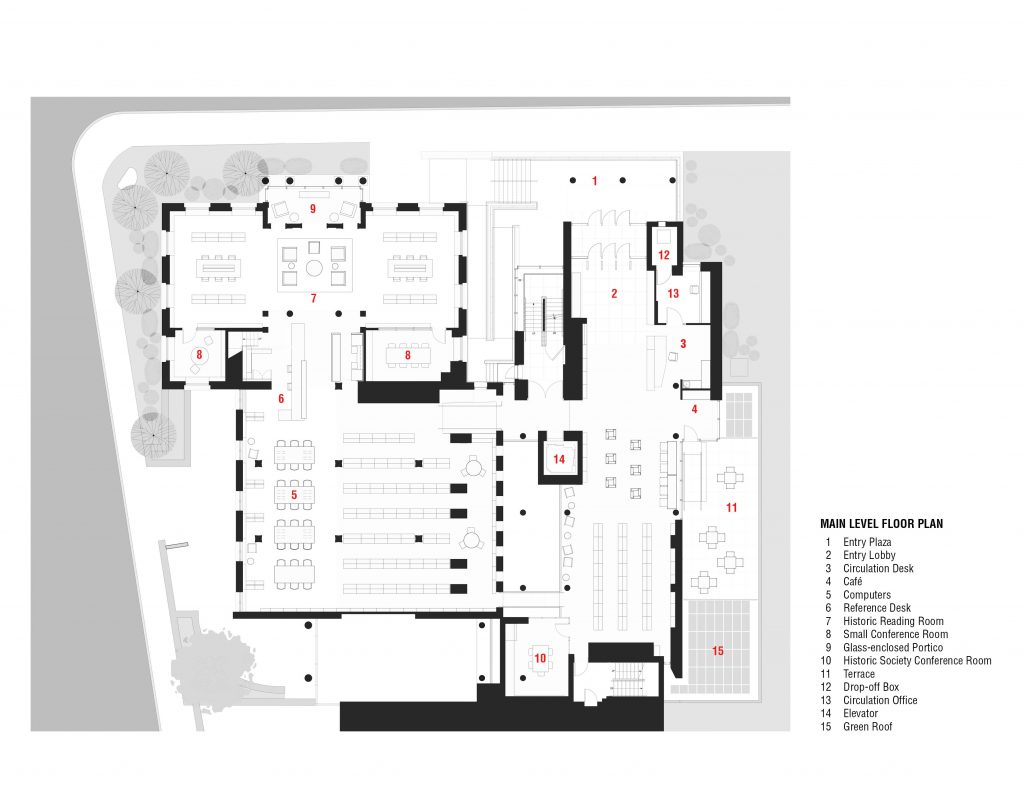 1
9
12
2
13
7
3
8
8
6
4
14
5
11
10
15
MAIN LEVEL FLOOR PLAN
1 Entry Plaza
2 Entry Lobby
3 Circulation Desk
4 Café
5 Computers
6 Reference Desk
7 Historic Reading Room
8 Small Conference Room
9 Glass-enclosed Portico
10 Historic Society Conference Room
11 Terrace
12 Drop-off Box
13 Circulation Office
14 Elevator
15 Green Roof